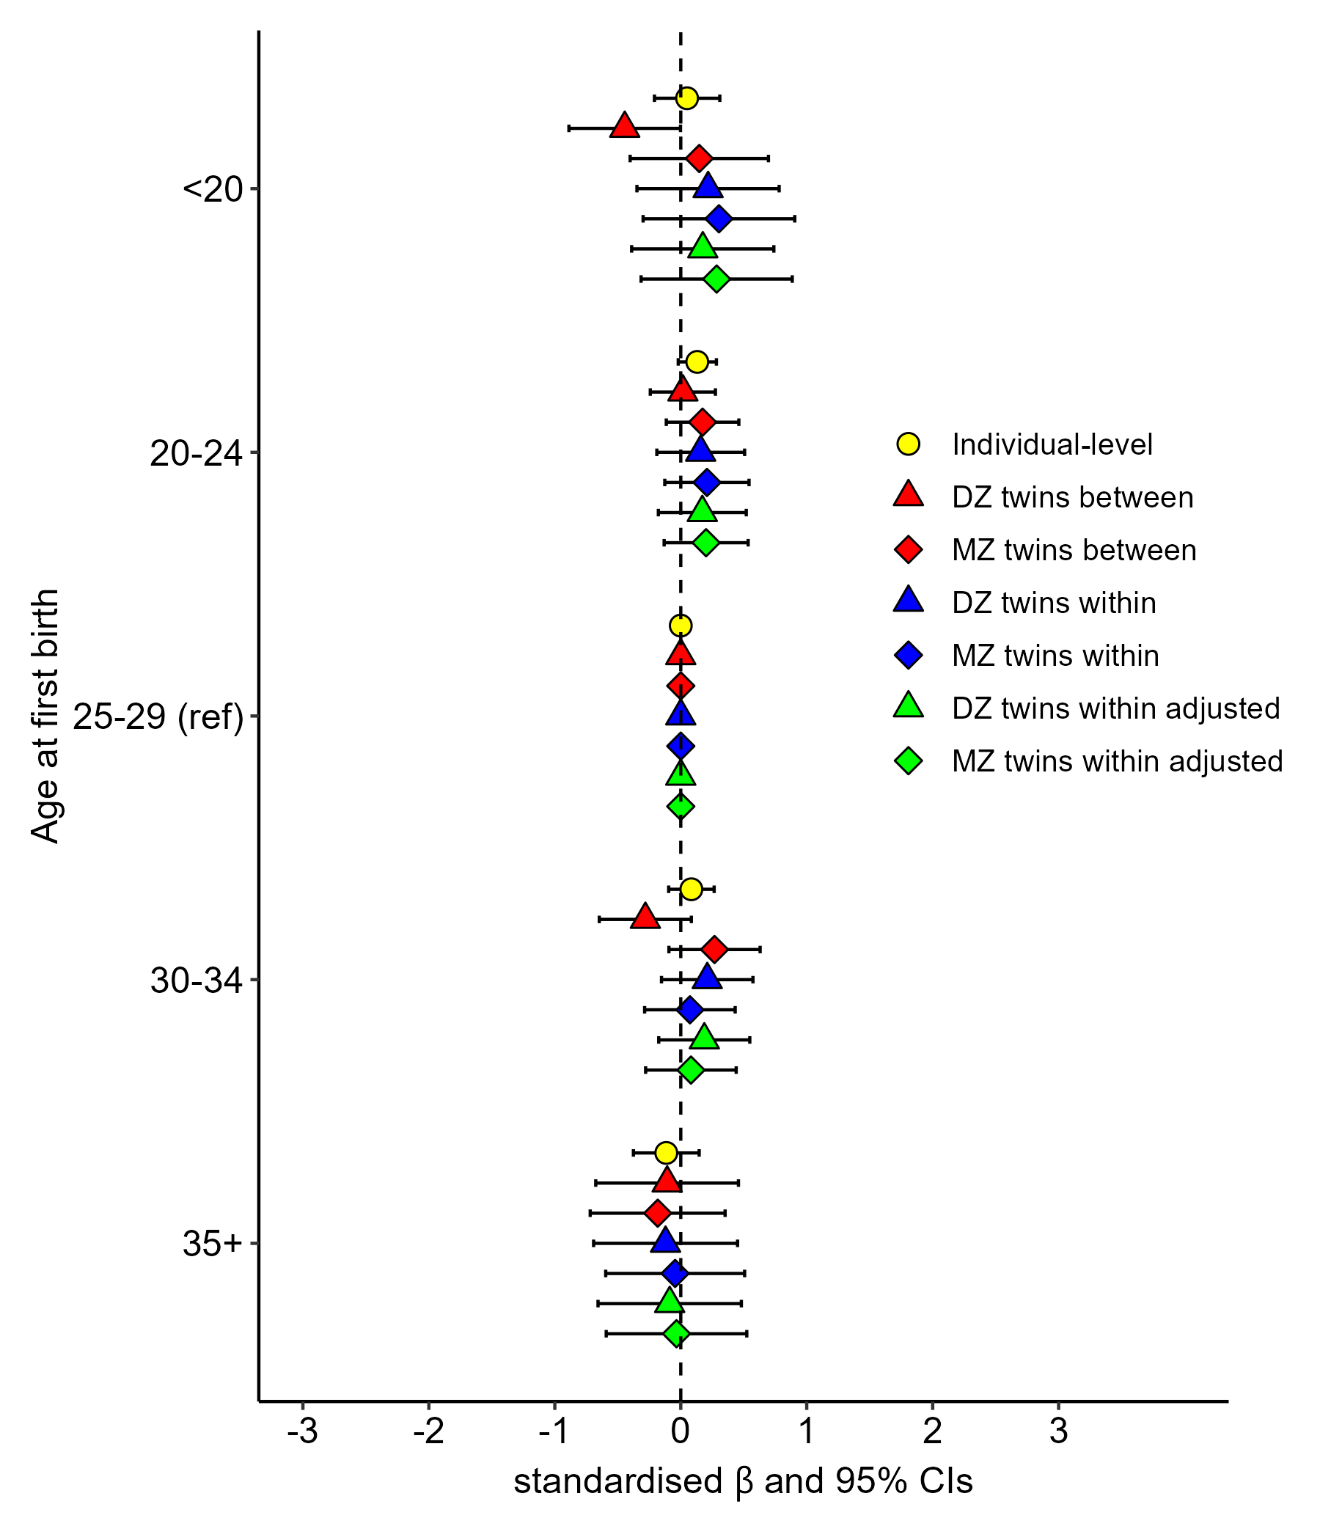 <20
20-24
25-29 (ref)
30-34
35+
Age at first birth
Individual-level
DZ twins between
MZ twins between
DZ twins within
MZ twins within
DZ twins within adjusted
MZ twins within adjusted
-3 -2 -1 0 1 2 3
standardised β and 95% CIs